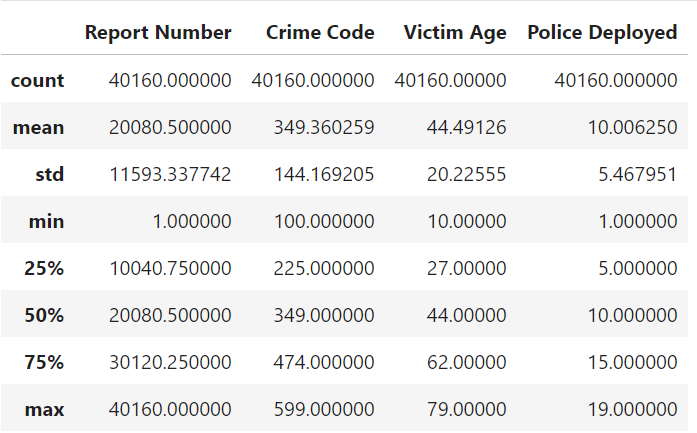 Report Number Crime Code Victim Age Police Deployed
count 40160.000000 40160.000000 40160.00000 40160.000000
mean 20080.500000 349.360259 44.49126 10.006250
std 11593.337742 144.169205 20.22555 5.467951
min 1.000000 100.000000 10.00000 1.000000
25% 10040.750000 225.000000 27.00000 5.000000
50% 20080.500000 349.000000 44.00000 10.000000
75% 30120.250000 474.000000 62.00000 15.000000
max 40160.000000 599.000000 79.00000 19.000000